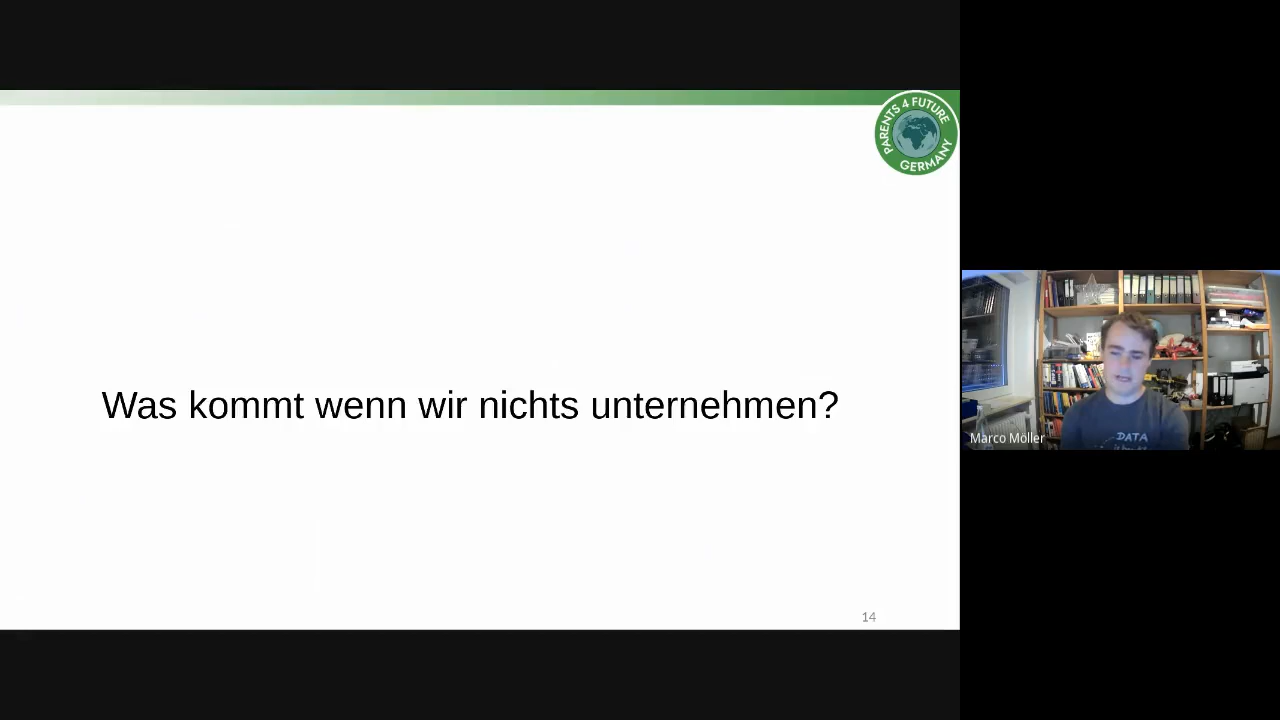 PARENTS 4 FUTURE
GERMANY
Was kommt wenn wir nichts unternehmen?
14
Marco Möller
DATA